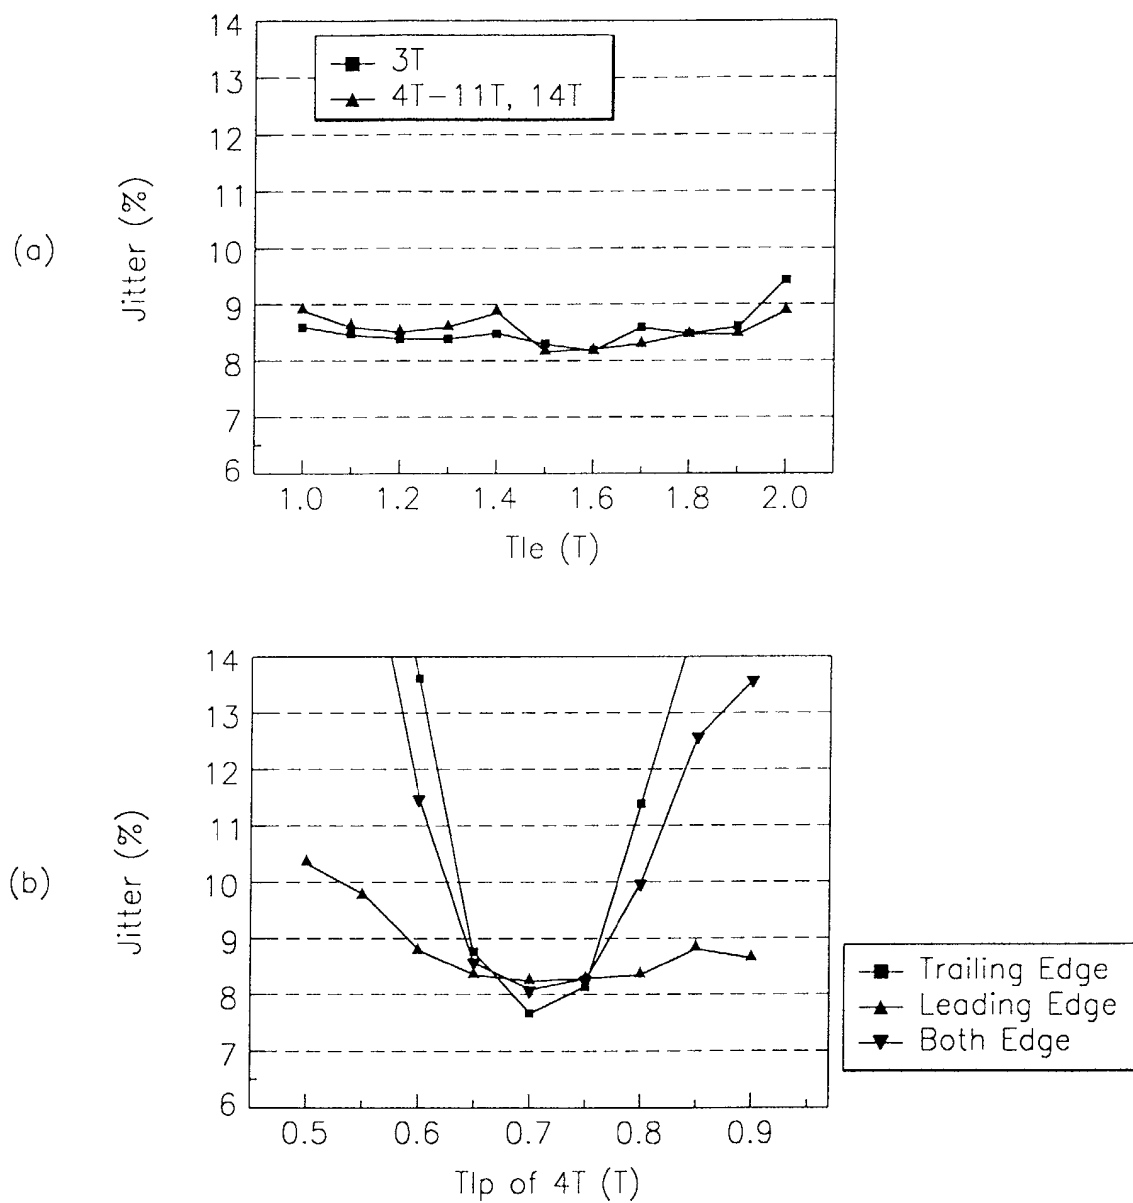 14
13
12
11
10
9
8
7
6
3T
4T-11T, 14T
Jitter (%)
(a)
1.0 1.2 1.4 1.6 1.8 2.0
Tle (T)
14
13
12
11
10
9
8
7
6
Jitter (%)
(b)
Trailing Edge
Leading Edge
Both Edge
0.5 0.6 0.7 0.8 0.9
Tlp of 4T (T)